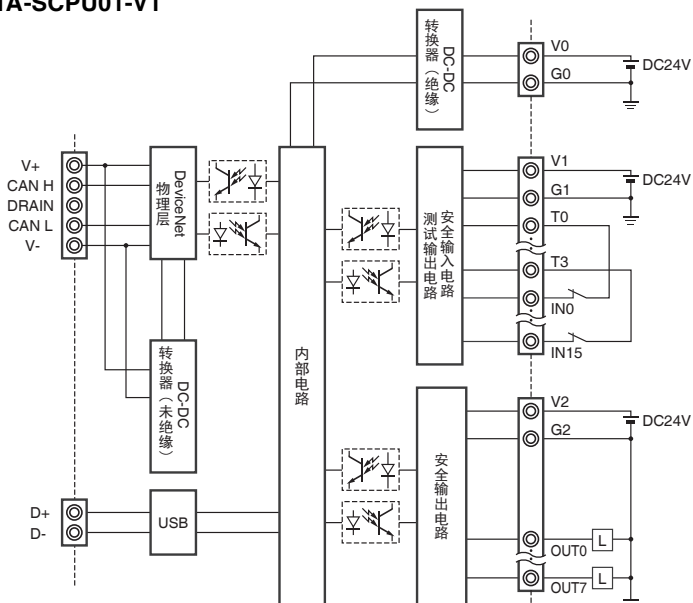 V0
DC24V
G0
DC-DC
转换器（绝缘）
V+
CAN H
DRAIN
CAN L
V-
DeviceNet
物理层
DC-DC
转换器（未绝缘）
D+
D-
USB
内部电路
安全输入电路
测试输出电路
V1
DC24V
G1
T0
T3
IN0
IN15
安全输出电路
V2
DC24V
G2
OUT0
L
OUT7
L